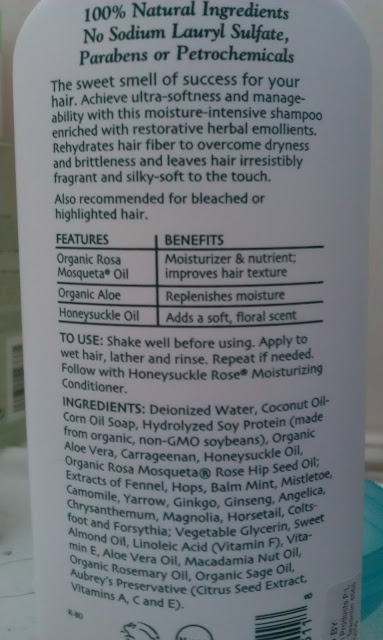 100% Natural Ingredients
No Sodium Lauryl Sulfate,
Parabens or Petrochemicals
The sweet smell of success for your
hair. Achieve ultra-softness and manage-
ability with this moisture-intensive shampoo
enriched with restorative herbal emollients.
Rehydrates hair fiber to overcome dryness
and brittleness and leaves hair irresistibly
fragrant and silky-soft to the touch.
Also recommended for bleached or
highlighted hair.
FEATURES BENEFITS
Organic Rosa Moisturizer & nutrient;
Mosqueta® Oil improves hair texture
Organic Aloe Replenishes moisture
Honeysuckle Oil Adds a soft, floral scent
TO USE: Shake well before using. Apply to
wet hair, lather and rinse. Repeat if needed.
Follow with Honeysuckle Rose® Moisturizing
Conditioner.
INGREDIENTS: Deionized Water, Coconut Oil-
Corn Oil Soap, Hydrolyzed Soy Protein (made
from organic, non-GMO soybeans), Organic
Aloe Vera, Carrageenan, Honeysuckle Oil,
Organic Rosa Mosqueta® Rose Hip Seed Oil;
Extracts of Fennel, Hops, Balm Mint, Mistletoe,
Camomile, Yarrow, Ginkgo, Ginseng, Angelica,
Chrysanthemum, Magnolia, Horsetail, Colts-
foot and Forsythia; Vegetable Glycerin, Sweet
Almond Oil, Linoleic Acid (Vitamin F), Vita-
min E, Aloe Vera Oil, Macadamia Nut Oil,
Organic Rosemary Oil, Organic Sage Oil,
Aubrey's Preservative (Citrus Seed Extract,
Vitamins A, C and E).
8
BY:
Products P.L.